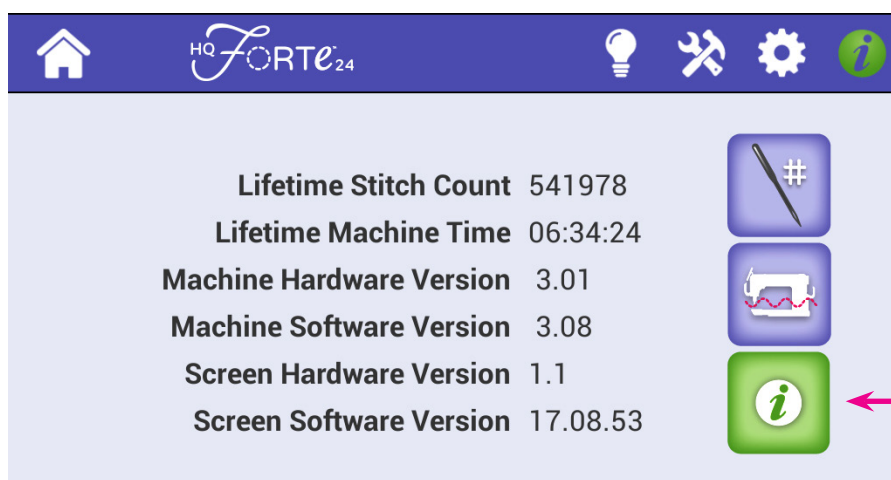 HQ FORTE 24
Lifetime Stitch Count 541978
#
Lifetime Machine Time 06:34:24
Machine Hardware Version 3.01
Machine Software Version 3.08
Screen Hardware Version 1.1
Screen Software Version 17.08.53